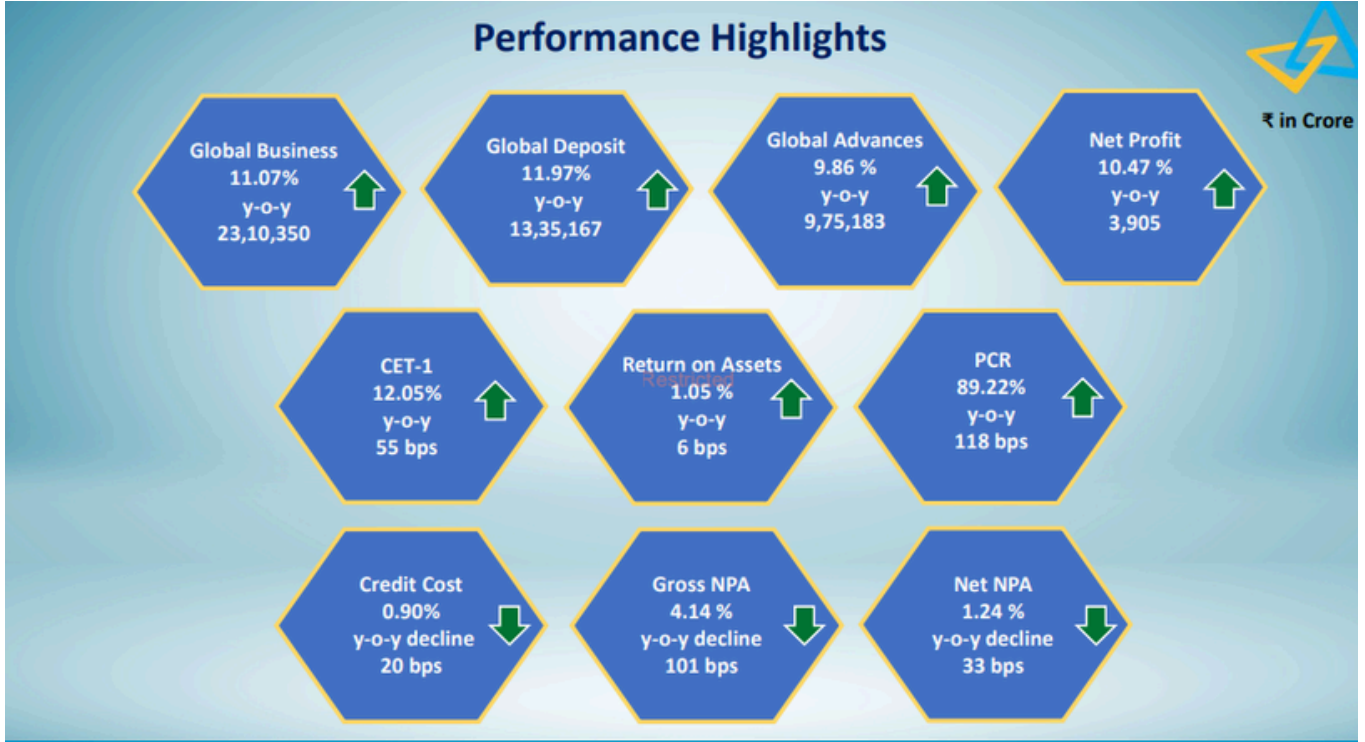 Performance Highlights
₹ in Crore
Global Business
11.07%
y-o-y
23,10,350
Global Deposit
11.97%
y-o-y
13,35,167
Global Advances
9.86 %
y-o-y
9,75,183
Net Profit
10.47 %
y-o-y
3,905
CET-1
12.05%
y-o-y
55 bps
Return on Assets
Restricted
1.05 %
y-o-y
6 bps
PCR
89.22%
y-o-y
118 bps
Credit Cost
0.90%
y-o-y decline
20 bps
Gross NPA
4.14 %
y-o-y decline
101 bps
Net NPA
1.24 %
y-o-y decline
33 bps